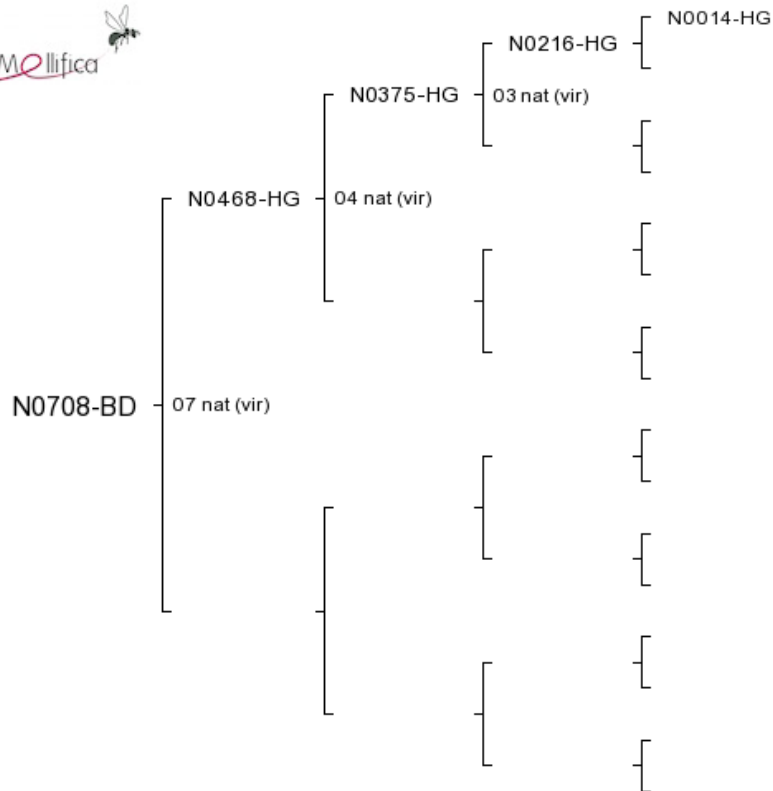 Mellifica
N0014-HG
N0216-HG
N0375-HG
03 nat (vir)
N0468-HG
04 nat (vir)
N0708-BD
07 nat (vir)